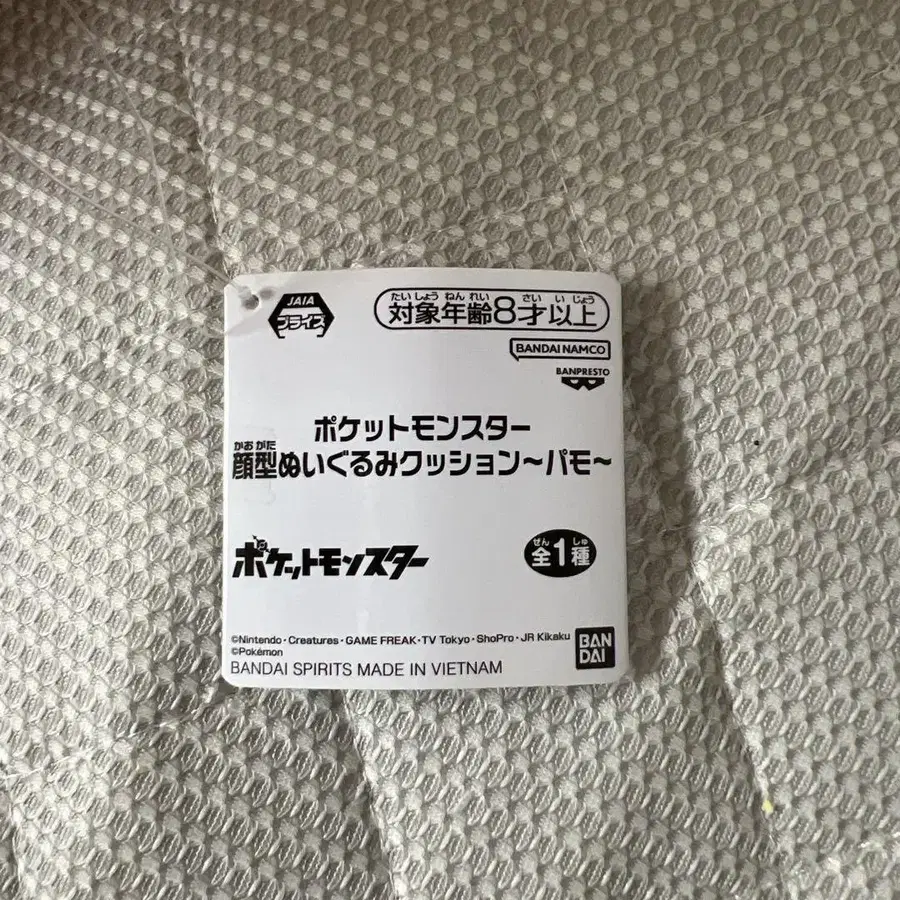 JAIA
プライズ
たいしょう ねん れい さい い じょう
対象年齢8才以上
BANDAI NAMCO
BANPRESTO
ポケットモンスター
かおがた
顔型ぬいぐるみクッション～パモ～
ポケットモンスター
ぜん しゅ
全1種
©Nintendo・Creatures・GAME FREAK・TV Tokyo・ShoPro・JR Kikaku
©Pokémon
BANDAI SPIRITS MADE IN VIETNAM
BAN
DAI